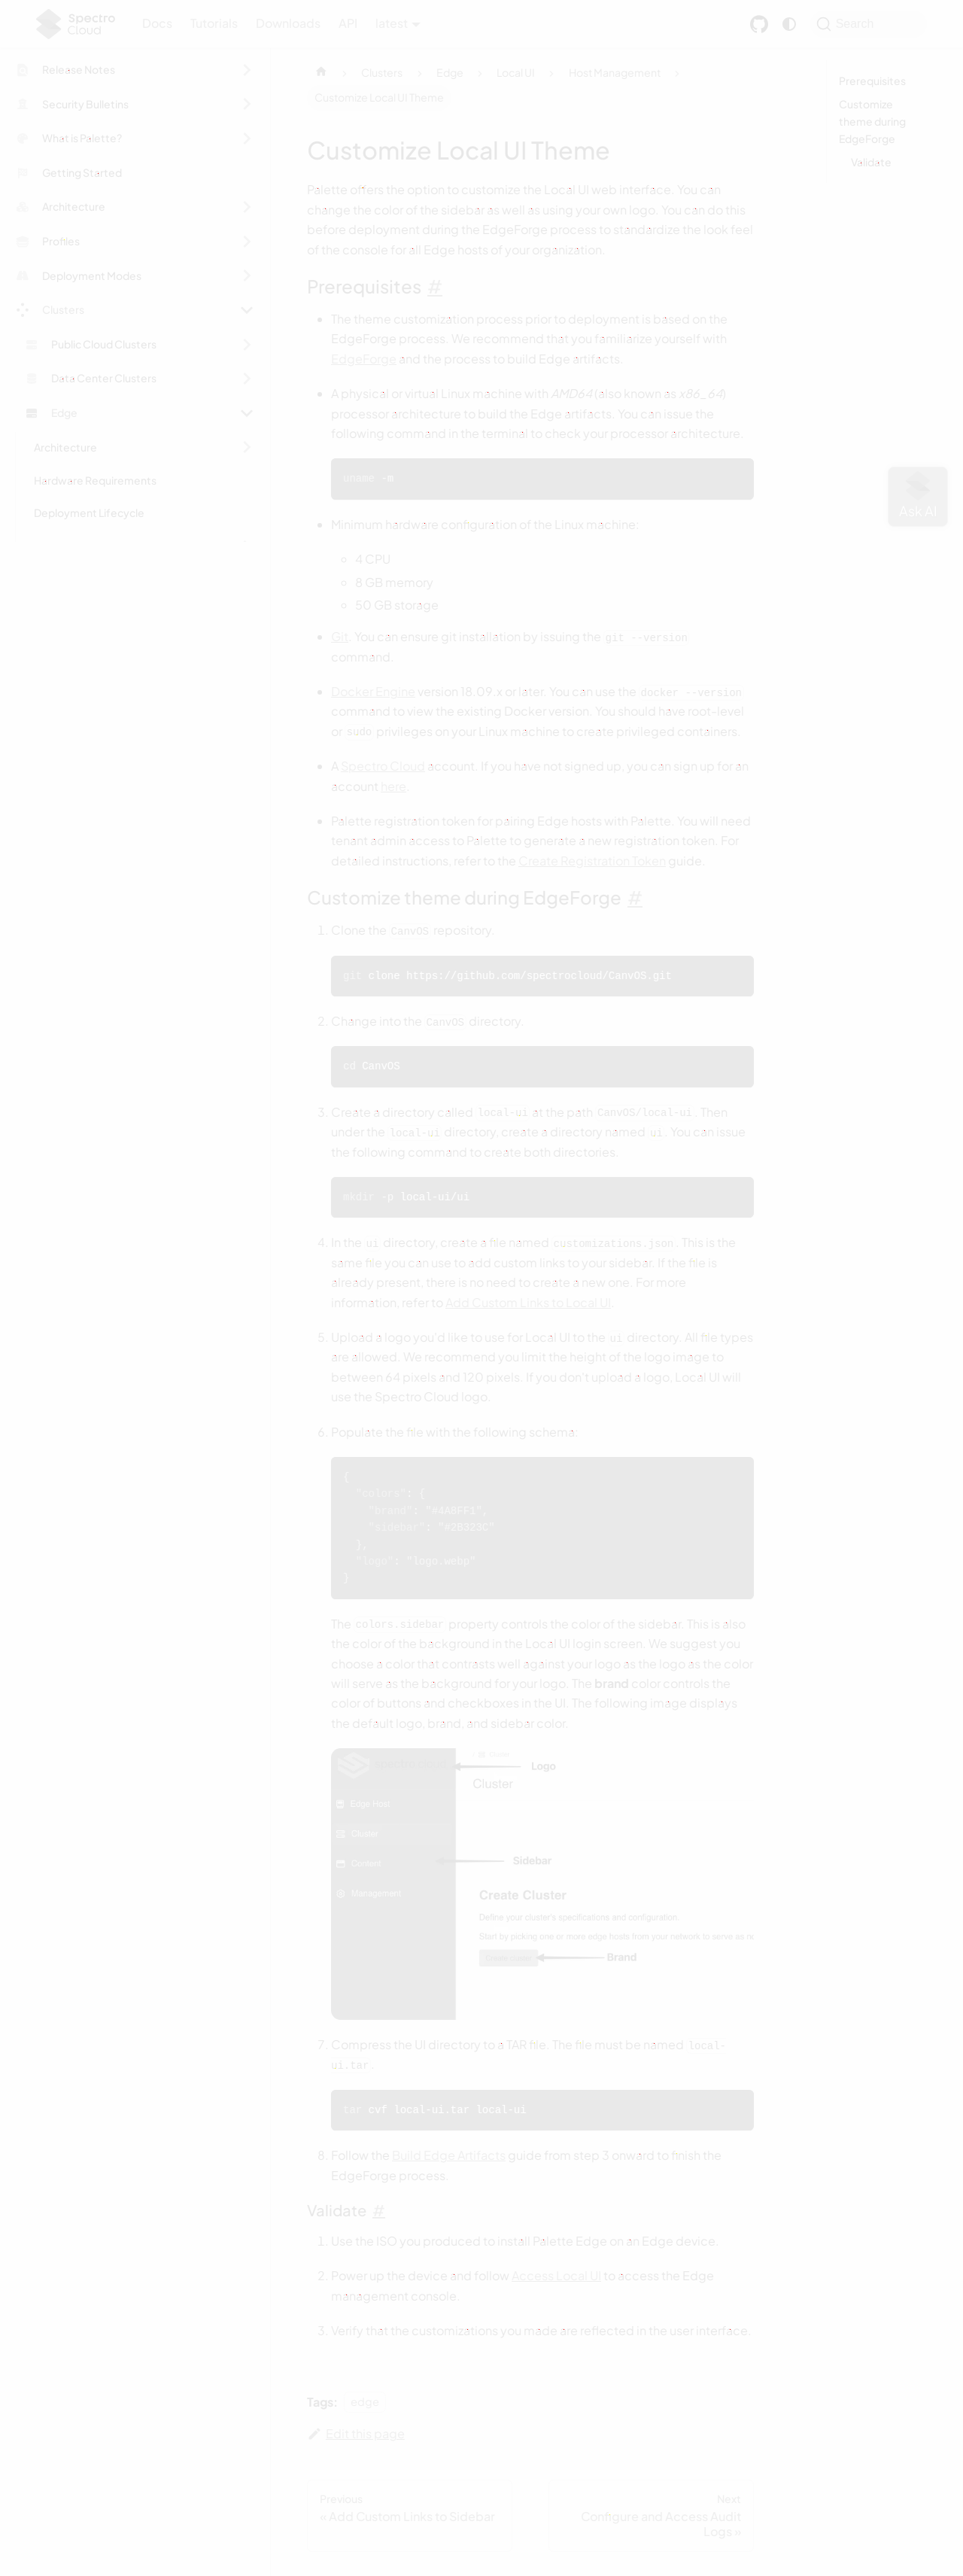 Spectro Cloud
Docs Tutorials Downloads API latest
Search
Release Notes
Security Bulletins
What is Palette?
Getting Started
Architecture
Profiles
Deployment Modes
Clusters
Public Cloud Clusters
Data Center Clusters
Edge
Architecture
Hardware Requirements
Deployment Lifecycle
Clusters Edge Local UI Host Management
Customize Local UI Theme
Customize Local UI Theme
Palette offers the option to customize the Local UI web interface. You can
change the color of the sidebar as well as using your own logo. You can do this
before deployment during the EdgeForge process to standardize the look feel
of the console for all Edge hosts of your organization.
Prerequisites #
The theme customization process prior to deployment is based on the
EdgeForge process. We recommend that you familiarize yourself with
EdgeForge and the process to build Edge artifacts.
A physical or virtual Linux machine with AMD64 (also known as x86_64)
processor architecture to build the Edge artifacts. You can issue the
following command in the terminal to check your processor architecture.
uname -m
Minimum hardware configuration of the Linux machine:
4 CPU
8 GB memory
50 GB storage
Git. You can ensure git installation by issuing the git --version
command.
Docker Engine version 18.09.x or later. You can use the docker --version
command to view the existing Docker version. You should have root-level
or sudo privileges on your Linux machine to create privileged containers.
A Spectro Cloud account. If you have not signed up, you can sign up for an
account here.
Palette registration token for pairing Edge hosts with Palette. You will need
tenant admin access to Palette to generate a new registration token. For
detailed instructions, refer to the Create Registration Token guide.
Customize theme during EdgeForge #
1. Clone the CanvOS repository.
git clone https://github.com/spectrocloud/CanvOS.git
2. Change into the CanvOS directory.
cd CanvOS
3. Create a directory called local-ui at the path CanvOS/local-ui. Then
under the local-ui directory, create a directory named ui. You can issue
the following command to create both directories.
mkdir -p local-ui/ui
4. In the ui directory, create a file named customizations.json. This is the
same file you can use to add custom links to your sidebar. If the file is
already present, there is no need to create a new one. For more
information, refer to Add Custom Links to Local UI.
5. Upload a logo you'd like to use for Local UI to the ui directory. All file types
are allowed. We recommend you limit the height of the logo image to
between 64 pixels and 120 pixels. If you don't upload a logo, Local UI will
use the Spectro Cloud logo.
6. Populate the file with the following schema:
{
"colors": {
"brand": "#4A8FF1",
"sidebar": "#2B323C"
},
"logo": "logo.webp"
}
The colors.sidebar property controls the color of the sidebar. This is also
the color of the background in the Local UI login screen. We suggest you
choose a color that contrasts well against your logo as the logo as the color
will serve as the background for your logo. The brand color controls the
color of buttons and checkboxes in the UI. The following image displays
the default logo, brand, and sidebar color.
Logo
Cluster
Edge Host
Cluster
Content
Sidebar
Management
Create Cluster
Define your cluster's specifications and configuration.
Start by picking one or more edge hosts from your network to serve as no
Brand
7. Compress the UI directory to a TAR file. The file must be named local-
ui.tar.
tar cvf local-ui.tar local-ui
8. Follow the Build Edge Artifacts guide from step 3 onward to finish the
EdgeForge process.
Validate #
1. Use the ISO you produced to install Palette Edge on an Edge device.
2. Power up the device and follow Access Local UI to access the Edge
management console.
3. Verify that the customizations you made are reflected in the user interface.
Tags: edge
Edit this page
Previous
« Add Custom Links to Sidebar
Next
Configure and Access Audit
Logs »
Prerequisites
Customize
theme during
EdgeForge
Validate
Ask AI